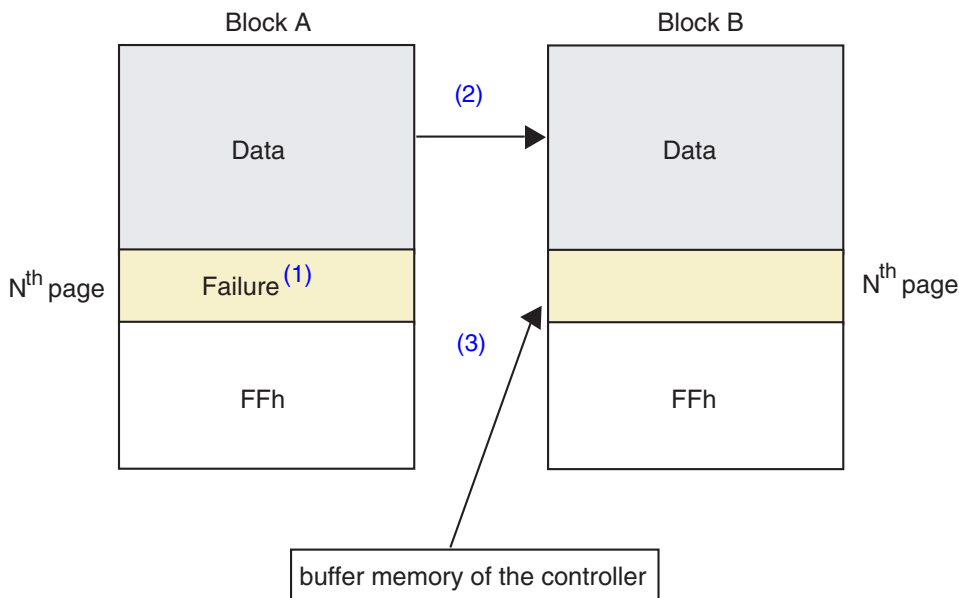 Block A
Block B
(2)
Data
Data
Nth page
Failure(1)
Nth page
(3)
FFh
FFh
buffer memory of the controller